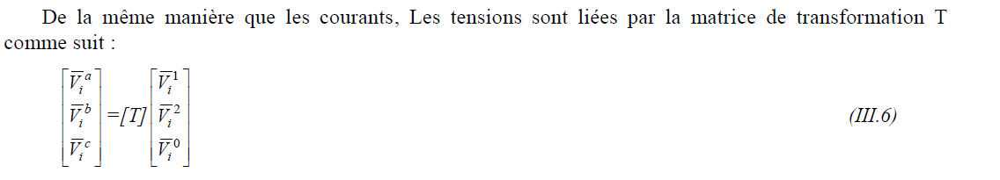 De la même manière que les courants, Les tensions sont liées par la matrice de transformation T
comme suit :
\begin{bmatrix} \overline{V}_i^a \\ \overline{V}_i^b \\ \overline{V}_i^c \end{bmatrix} =[T] \begin{bmatrix} \overline{V}_i^1 \\ \overline{V}_i^2 \\ \overline{V}_i^0 \end{bmatrix} (III.6)